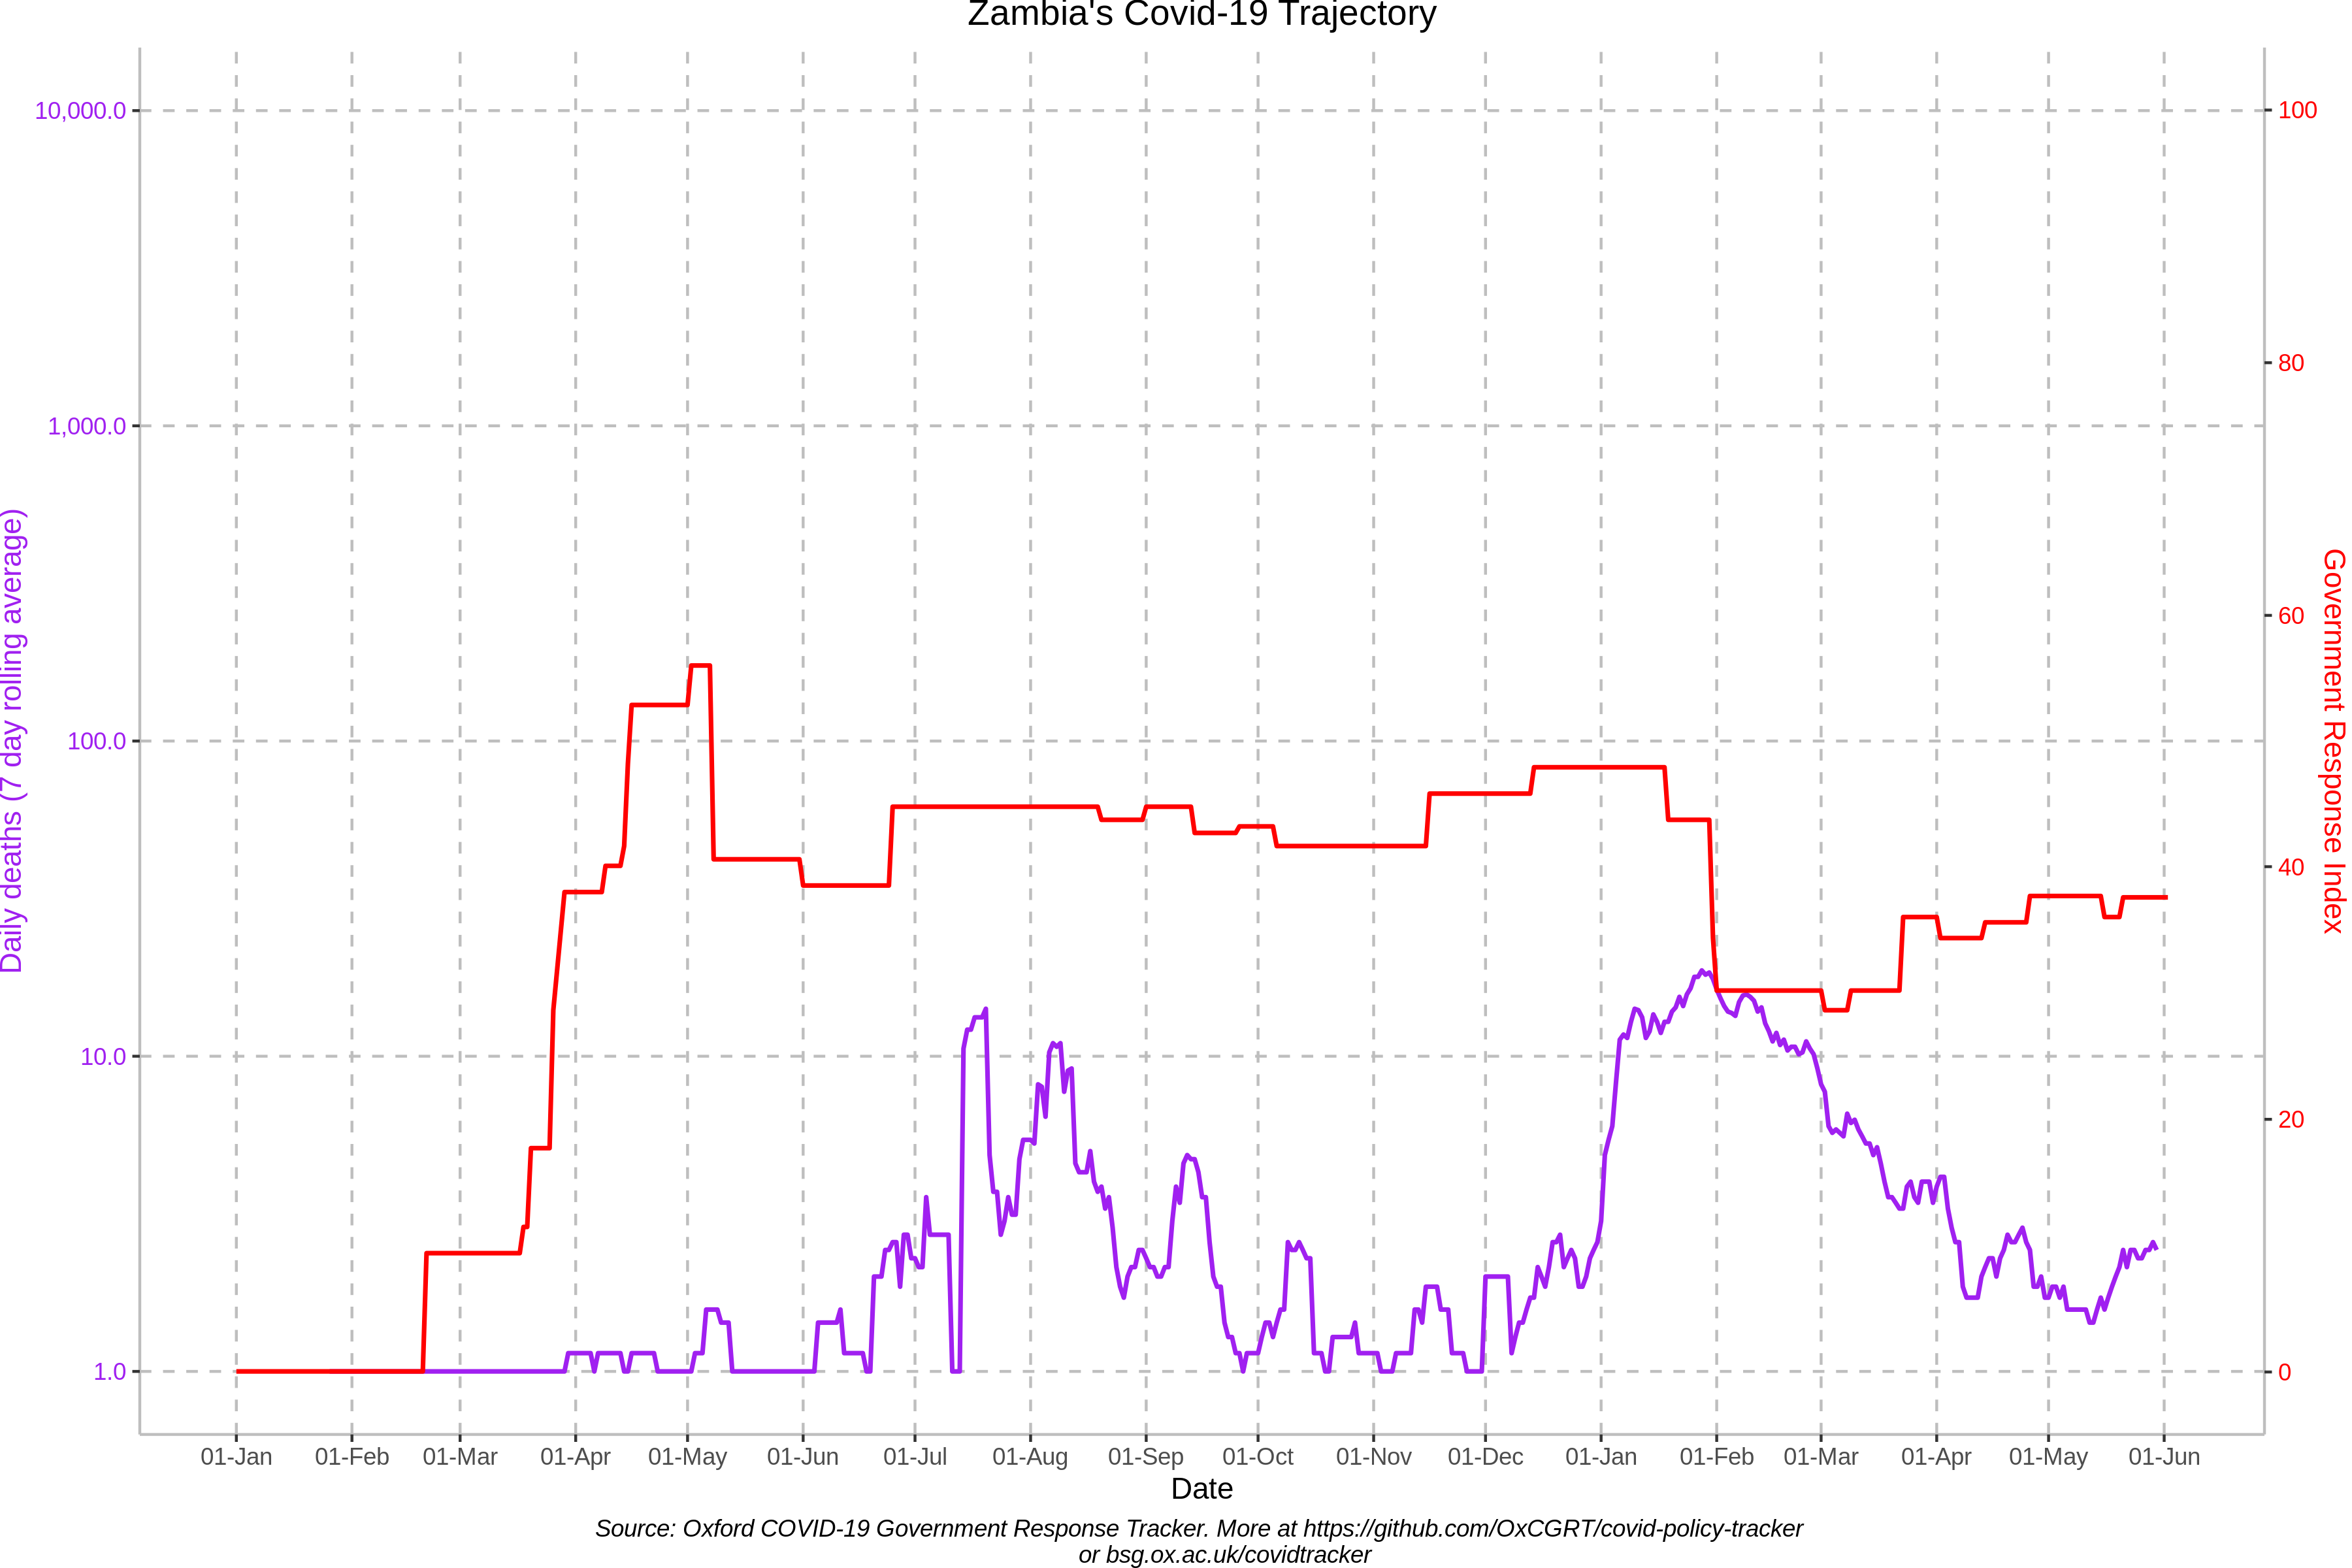 Zambia's Covid-19 Trajectory
10,000.0
1,000.0
100.0
10.0
1.0
Daily deaths (7 day rolling average)
100
80
60
40
20
0
Government Response Index
01-Jan 01-Feb 01-Mar 01-Apr 01-May 01-Jun 01-Jul 01-Aug 01-Sep 01-Oct 01-Nov 01-Dec 01-Jan 01-Feb 01-Mar 01-Apr 01-May 01-Jun
Date
Source: Oxford COVID-19 Government Response Tracker. More at https://github.com/OxCGRT/covid-policy-tracker
or bsg.ox.ac.uk/covidtracker